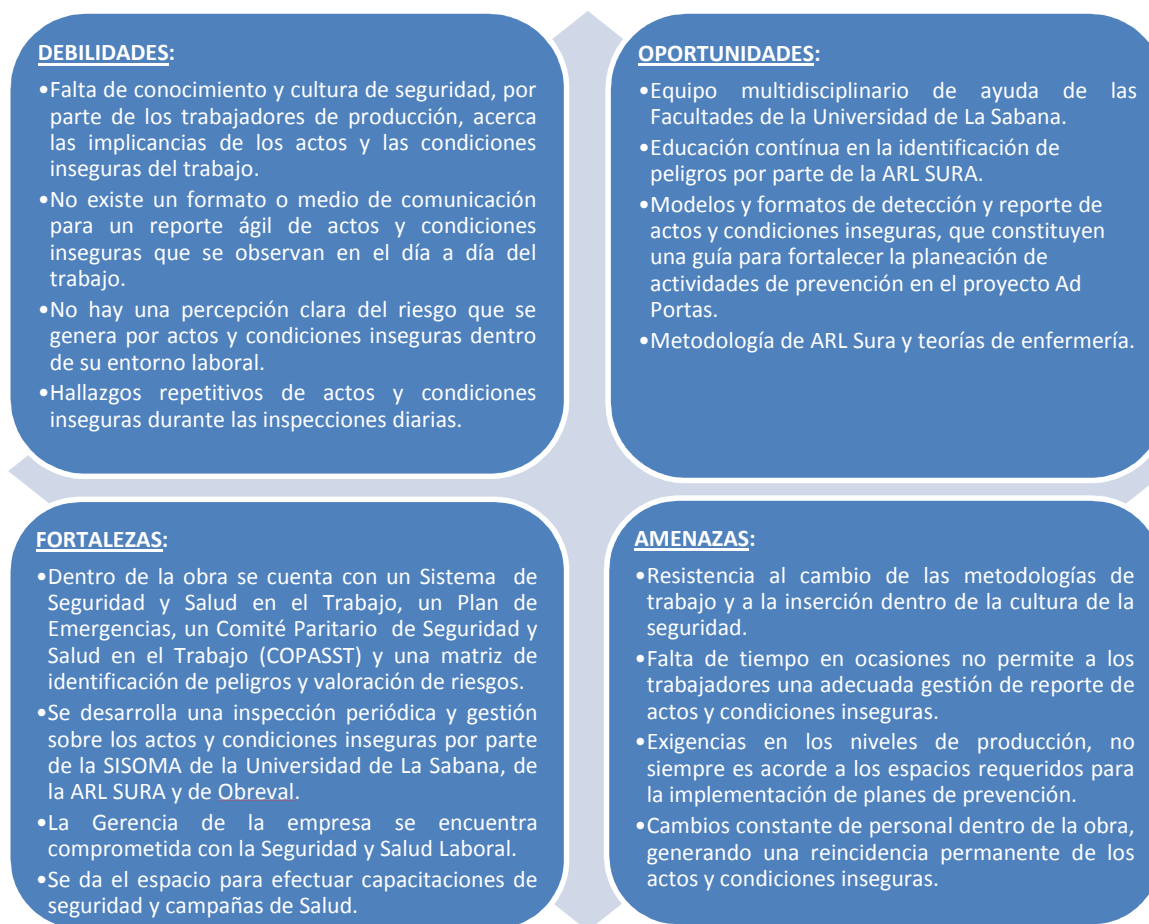 DEBILIDADES:
•Falta de conocimiento y cultura de seguridad, por
parte de los trabajadores de producción, acerca
las implicancias de los actos y las condiciones
inseguras del trabajo.
•No existe un formato o medio de comunicación
para un reporte ágil de actos y condiciones
inseguras que se observan en el día a día del
trabajo.
•No hay una percepción clara del riesgo que se
genera por actos y condiciones inseguras dentro
de su entorno laboral.
•Hallazgos repetitivos de actos y condiciones
inseguras durante las inspecciones diarias.
OPORTUNIDADES:
•Equipo multidisciplinario de ayuda de las
Facultades de la Universidad de La Sabana.
•Educación contínua en la identificación de
peligros por parte de la ARL SURA.
•Modelos y formatos de detección y reporte de
actos y condiciones inseguras, que constituyen
una guía para fortalecer la planeación de
actividades de prevención en el proyecto Ad
Portas.
•Metodología de ARL Sura y teorías de enfermería.
FORTALEZAS:
•Dentro de la obra se cuenta con un Sistema de
Seguridad y Salud en el Trabajo, un Plan de
Emergencias, un Comité Paritario de Seguridad y
Salud en el Trabajo (COPASST) y una matriz de
identificación de peligros y valoración de riesgos.
•Se desarrolla una inspección periódica y gestión
sobre los actos y condiciones inseguras por parte
de la SISOMA de la Universidad de La Sabana, de
la ARL SURA y de Obreval.
•La Gerencia de la empresa se encuentra
comprometida con la Seguridad y Salud Laboral.
•Se da el espacio para efectuar capacitaciones de
seguridad y campañas de Salud.
AMENAZAS:
•Resistencia al cambio de las metodologías de
trabajo y a la inserción dentro de la cultura de la
seguridad.
•Falta de tiempo en ocasiones no permite a los
trabajadores una adecuada gestión de reporte de
actos y condiciones inseguras.
•Exigencias en los niveles de producción, no
siempre es acorde a los espacios requeridos para
la implementación de planes de prevención.
•Cambios constante de personal dentro de la obra,
generando una reincidencia permanente de los
actos y condiciones inseguras.